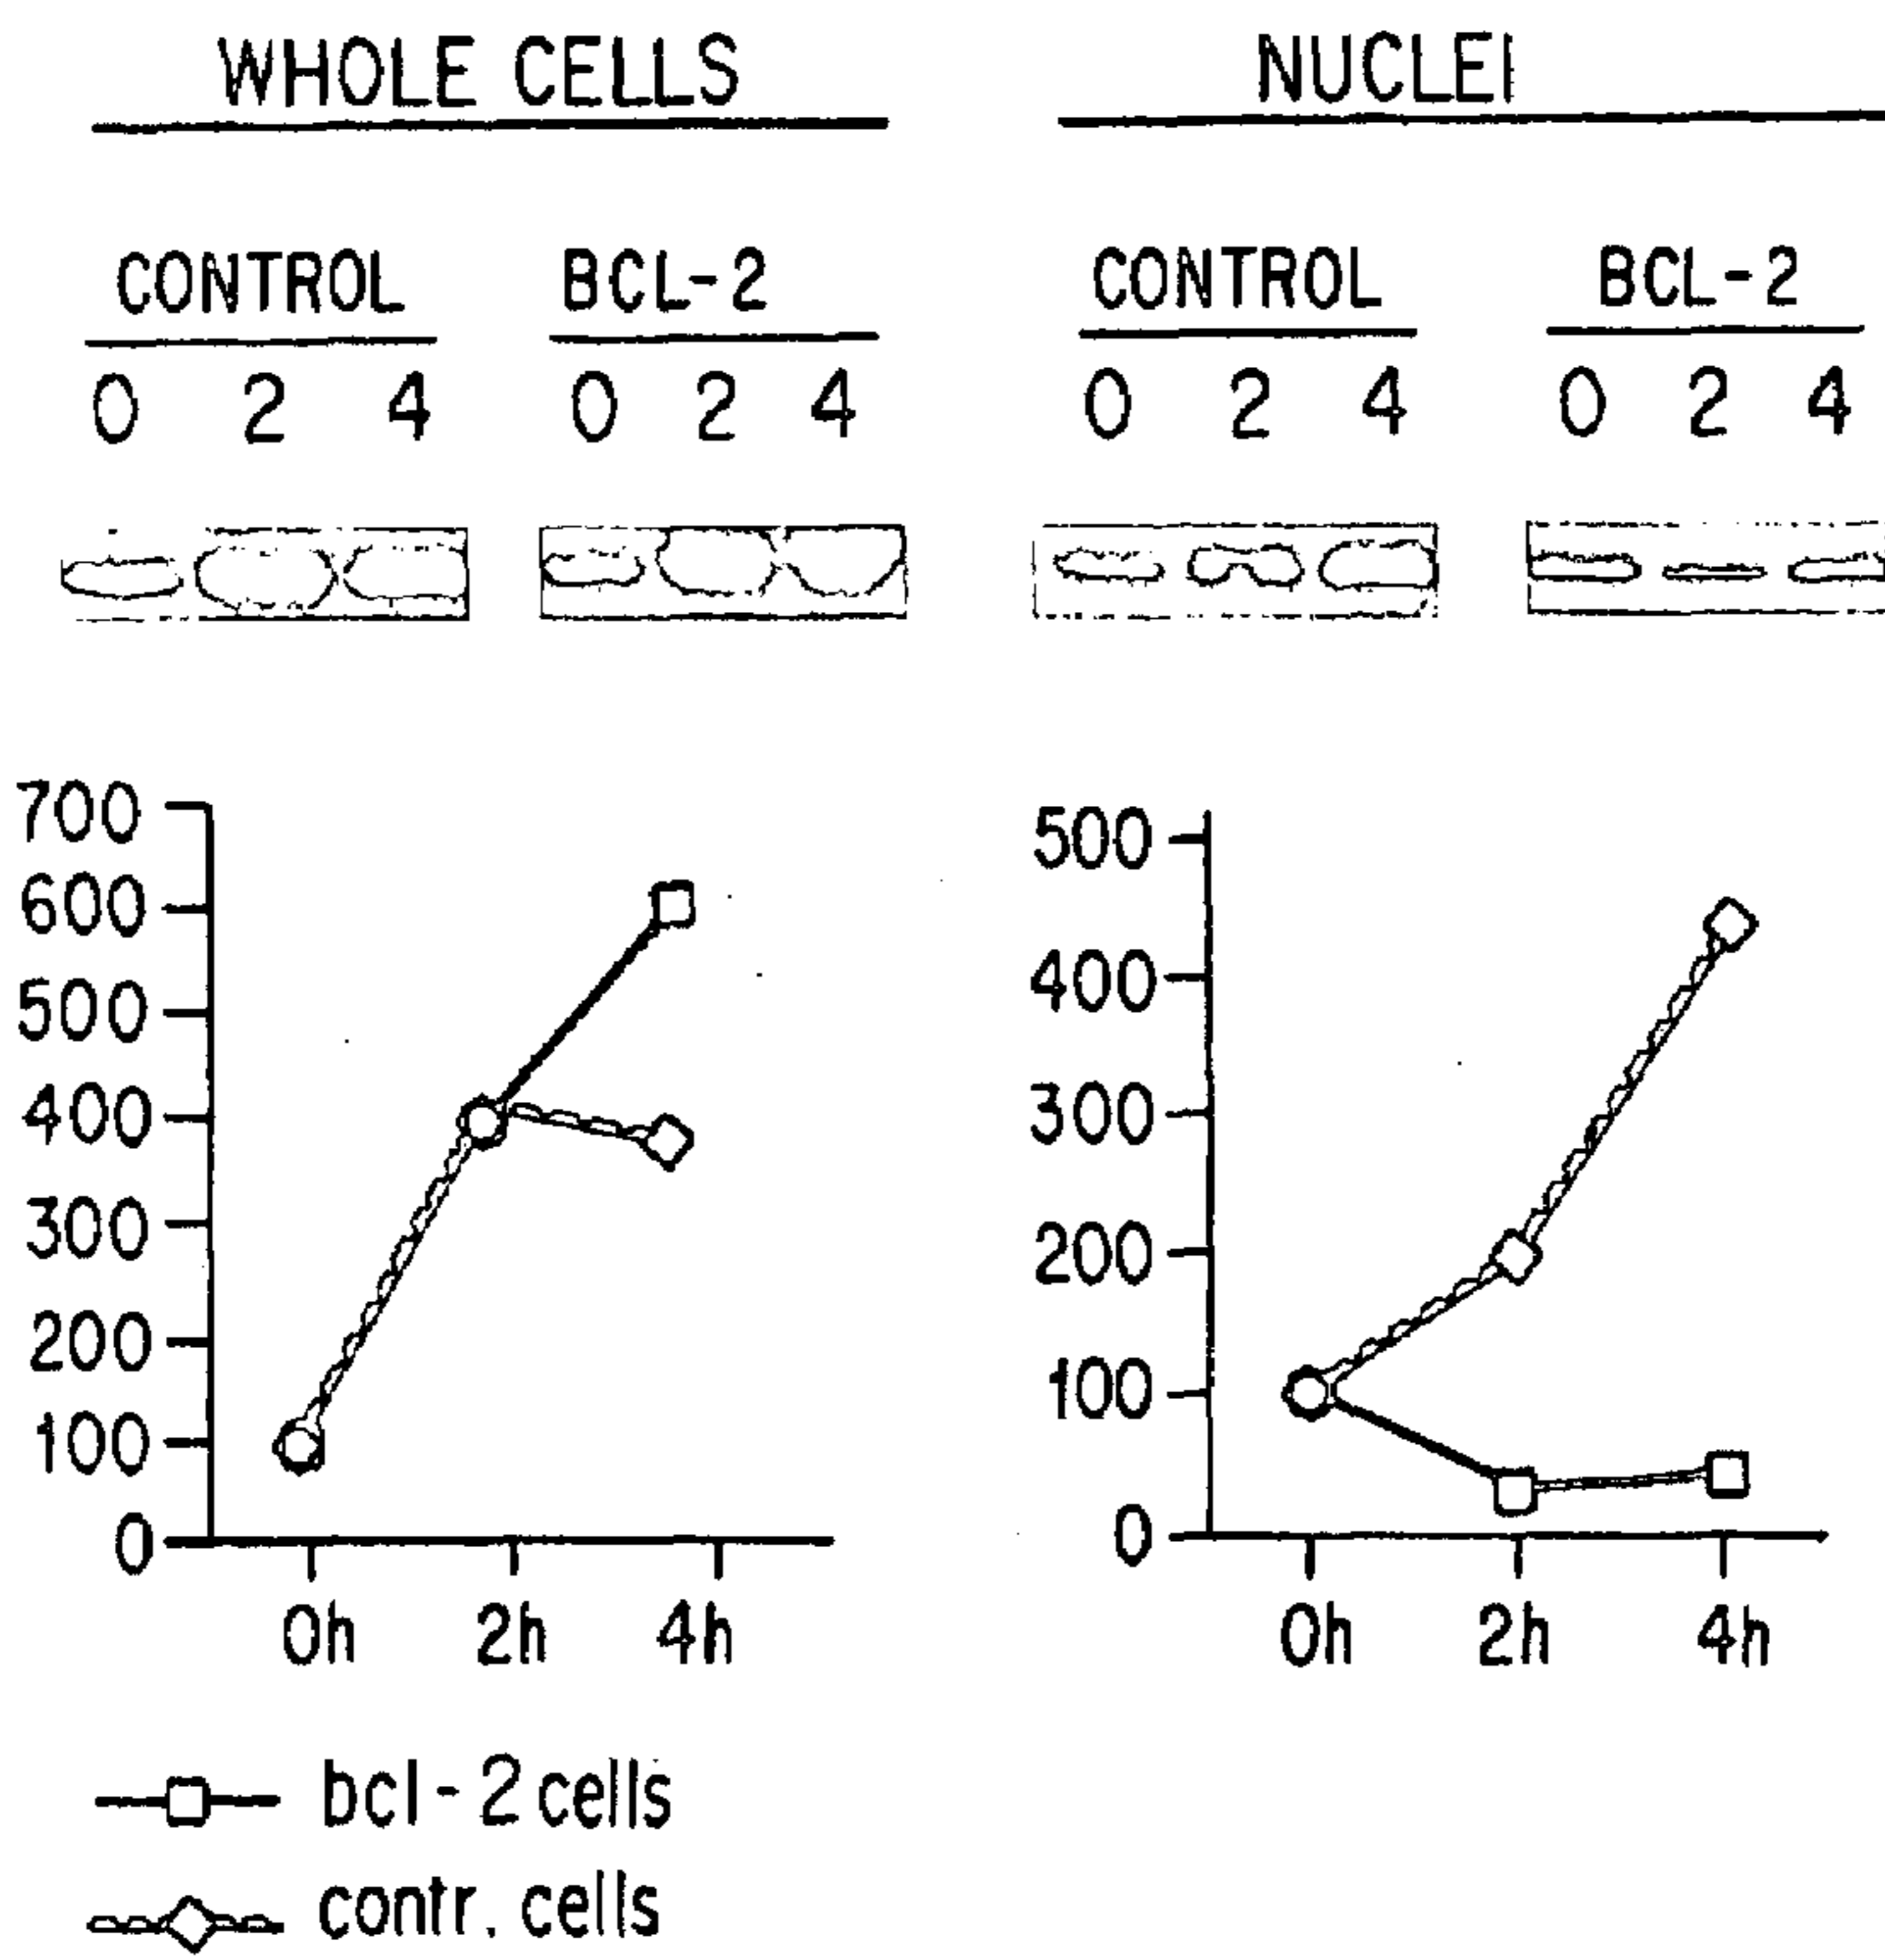 WHOLE CELLS NUCLEI
CONTROL BCL-2 CONTROL BCL-2
0 2 4 0 2 4 0 2 4 0 2 4
700
600
500
400
300
200
100
0
0h 2h 4h
500
400
300
200
100
0
0h 2h 4h
bcl-2 cells
contr. cells